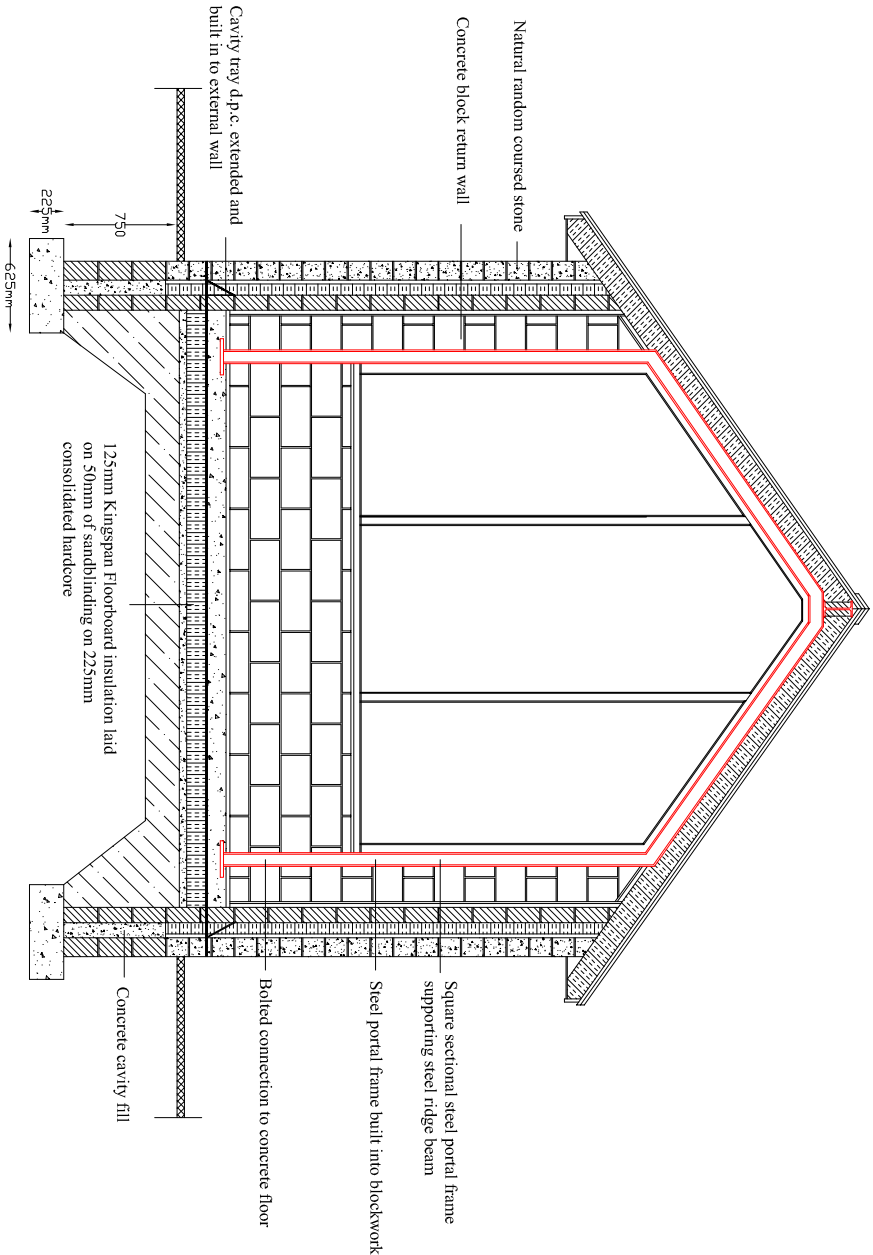 Natural random coursed stone
Concrete block return wall
Cavity tray d.p.c. extended and
built in to external wall
750
225mm
625mm
125mm Kingspan Floorboard insulation laid
on 50mm of sandblinding on 225mm
consolidated hardcore
Square sectional steel portal frame
supporting steel ridge beam
Steel portal frame built into blockwork
Bolted connection to concrete floor
Concrete cavity fill